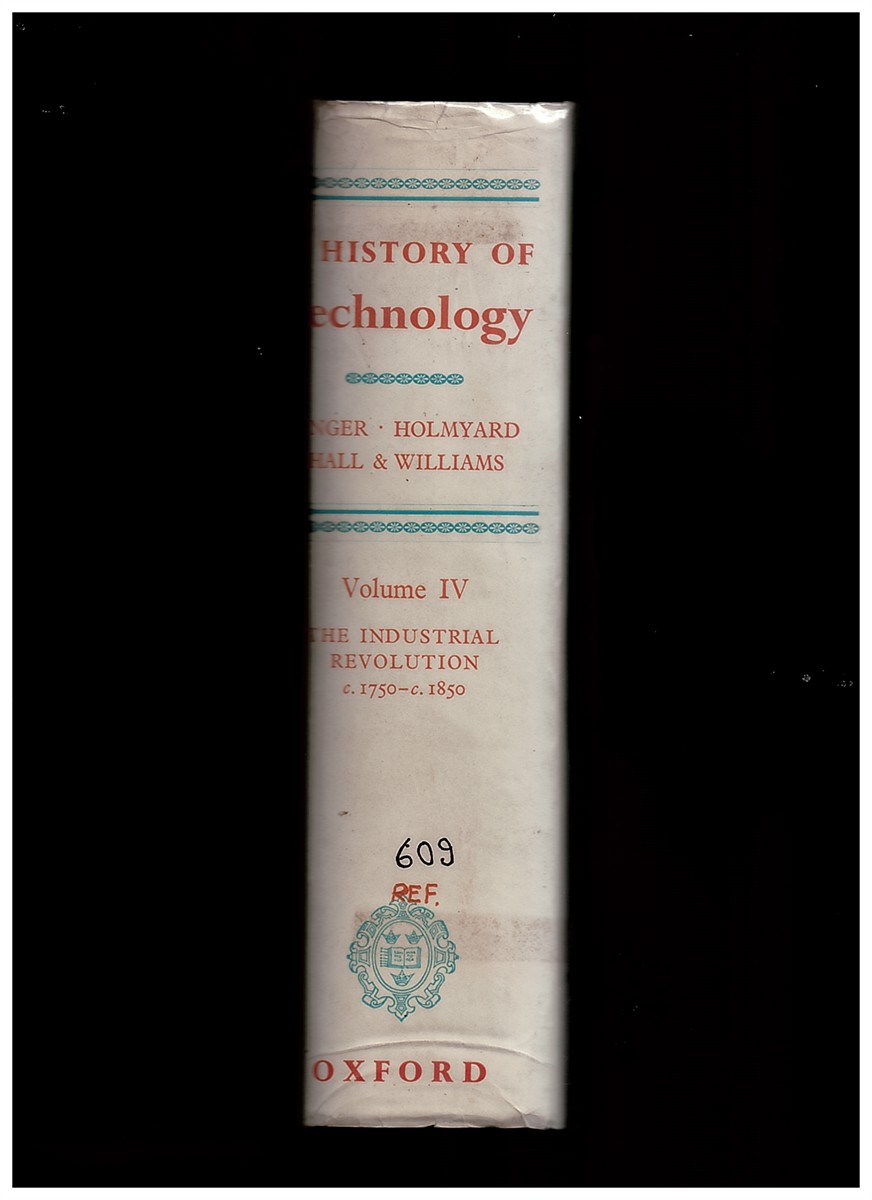 HISTORY OF
echnology
NGER · HOLMYARD
HALL & WILLIAMS
Volume IV
THE INDUSTRIAL
REVOLUTION
c. 1750–c. 1850
609
REF.
OXFORD